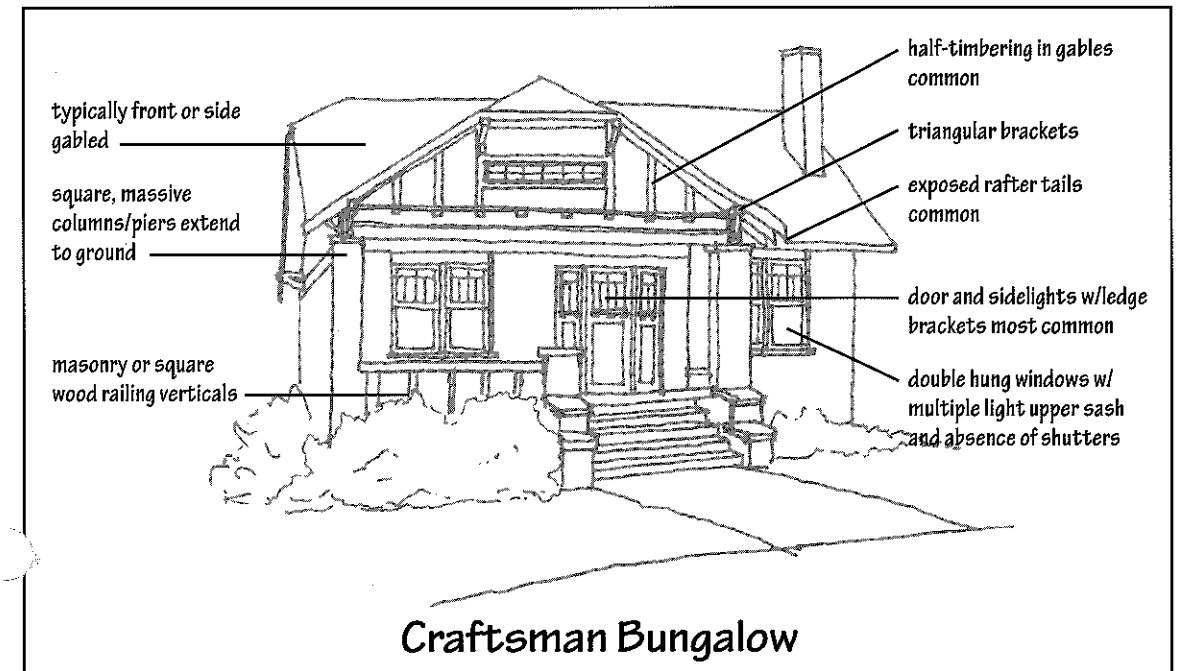 typically front or side
gabled
square, massive
columns/piers extend
to ground
masonry or square
wood railing verticals
half-timbering in gables
common
triangular brackets
exposed rafter tails
common
door and sidelights w/ledge
brackets most common
double hung windows w/
multiple light upper sash
and absence of shutters
Craftsman Bungalow